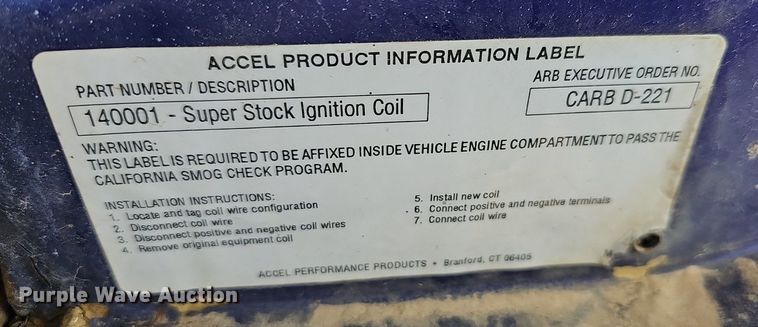 ACCEL PRODUCT INFORMATION LABEL
PART NUMBER / DESCRIPTION
140001 - Super Stock Ignition Coil
ARB EXECUTIVE ORDER NO.
CARB D-221
WARNING:
THIS LABEL IS REQUIRED TO BE AFFIXED INSIDE VEHICLE ENGINE COMPARTMENT TO PASS THE
CALIFORNIA SMOG CHECK PROGRAM.
INSTALLATION INSTRUCTIONS:
1. Locate and tag coil wire configuration
2. Disconnect coil wire
3. Disconnect positive and negative coil wires
4. Remove original equipment coil
5. Install new coil
6. Connect positive and negative terminals
7. Connect coil wire
ACCEL PERFORMANCE PRODUCTS • Branford, CT 06405
Purple Wave Auction